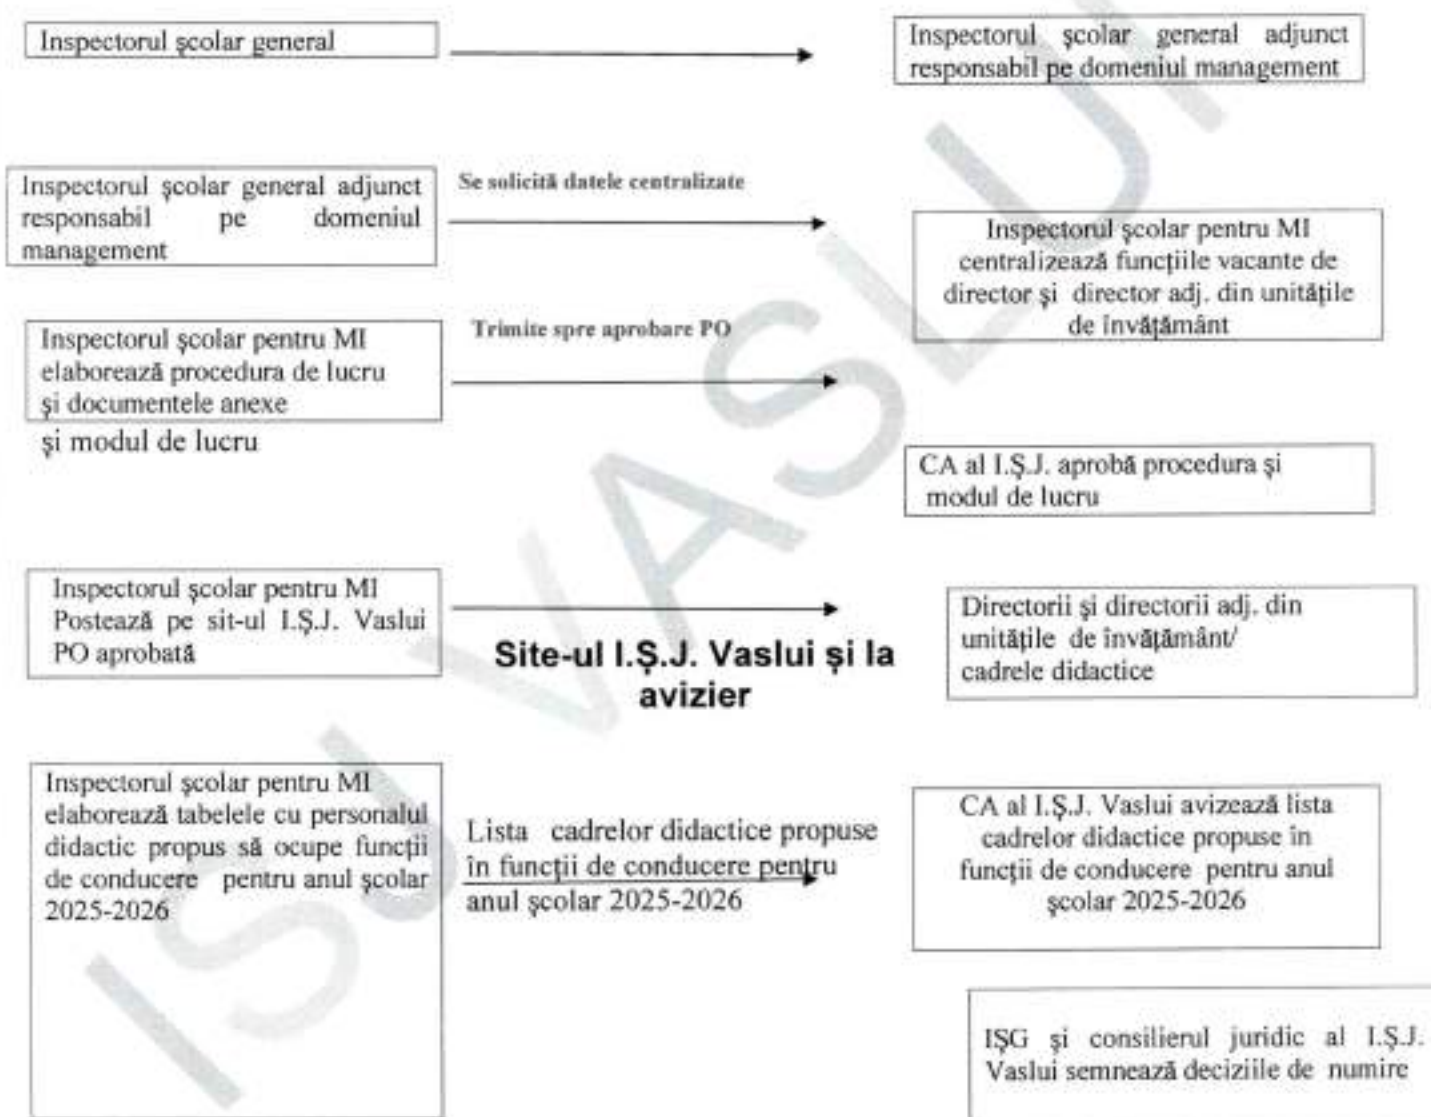 Inspectorul şcolar general
Inspectorul şcolar general adjunct
responsabil pe domeniul management
Inspectorul şcolar general adjunct
responsabil pe domeniul
management
Se solicită datele centralizate
Inspectorul şcolar pentru MI
centralizează funcţiile vacante de
director şi director adj. din unităţile
de învăţământ
Inspectorul şcolar pentru MI
elaborează procedura de lucru
şi documentele anexe
şi modul de lucru
Trimite spre aprobare PO
CA al I.Ş.J. aprobă procedura şi
modul de lucru
Inspectorul şcolar pentru MI
Postează pe sit-ul I.Ş.J. Vaslui
PO aprobată
Site-ul I.Ş.J. Vaslui şi la
avizier
Directorii şi directorii adj. din
unităţile de învăţământ/
cadrele didactice
Inspectorul şcolar pentru MI
elaborează tabelele cu personalul
didactic propus să ocupe funcţii
de conducere pentru anul şcolar
2025-2026
Lista cadrelor didactice propuse
în funcţii de conducere pentru
anul şcolar 2025-2026
CA al I.Ş.J. Vaslui avizează lista
cadrelor didactice propuse în
funcţii de conducere pentru anul
şcolar 2025-2026
IŞG şi consilierul juridic al I.Ş.J.
Vaslui semnează deciziile de numire
ISJ VASLUI